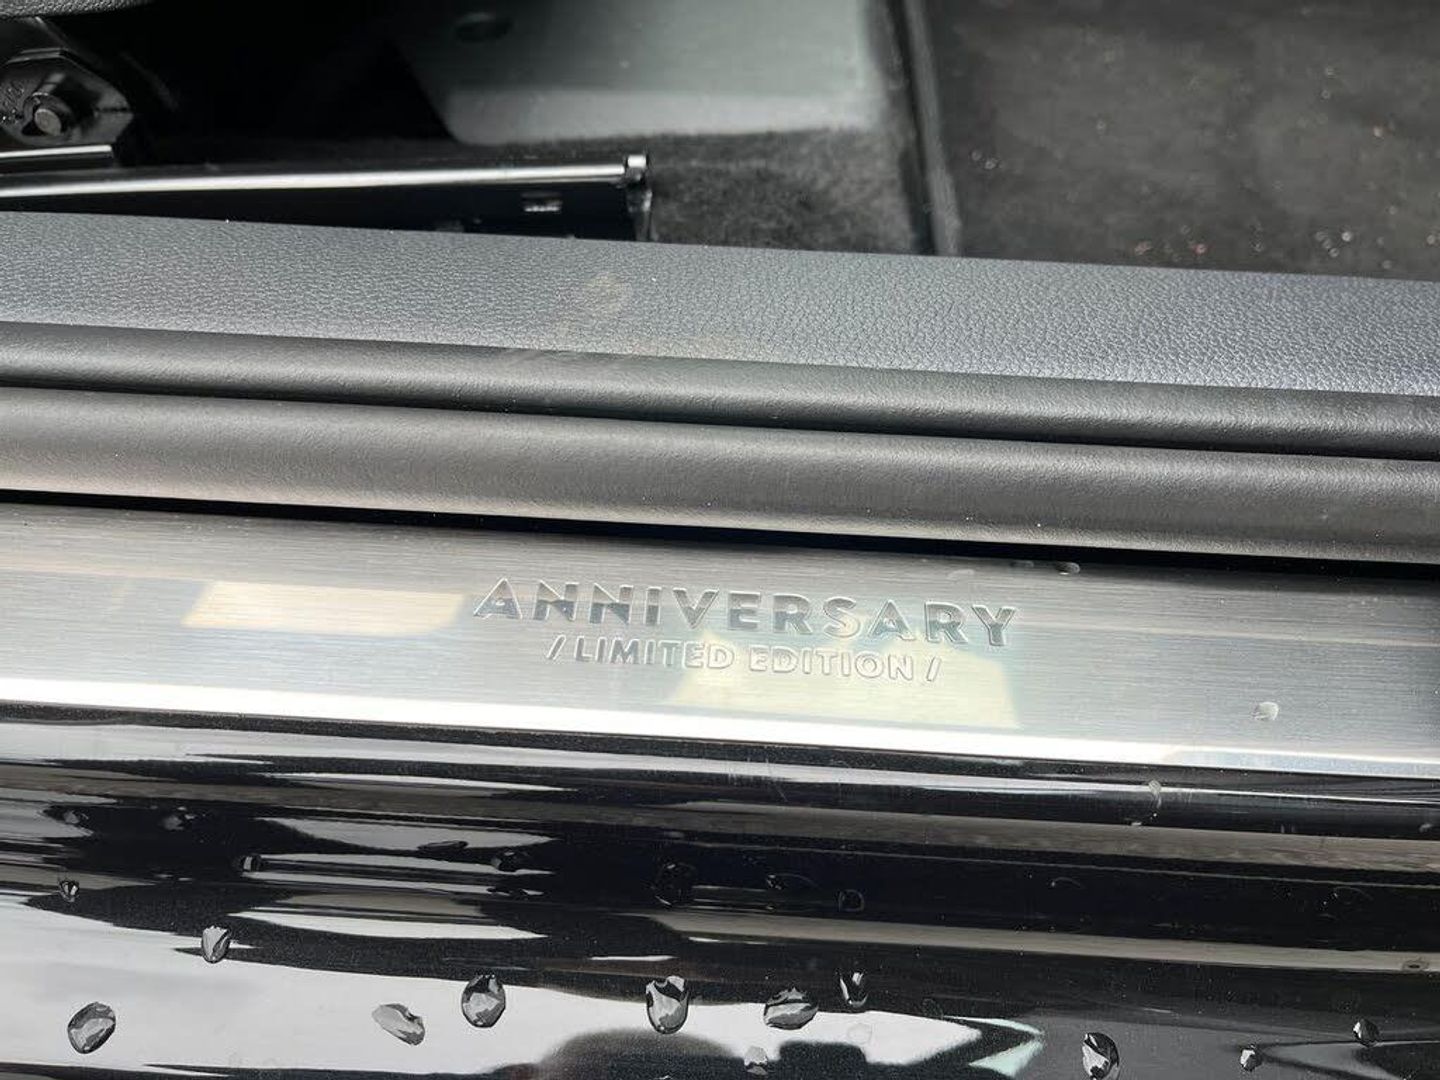 ANNIVERSARY
/ LIMITED EDITION /